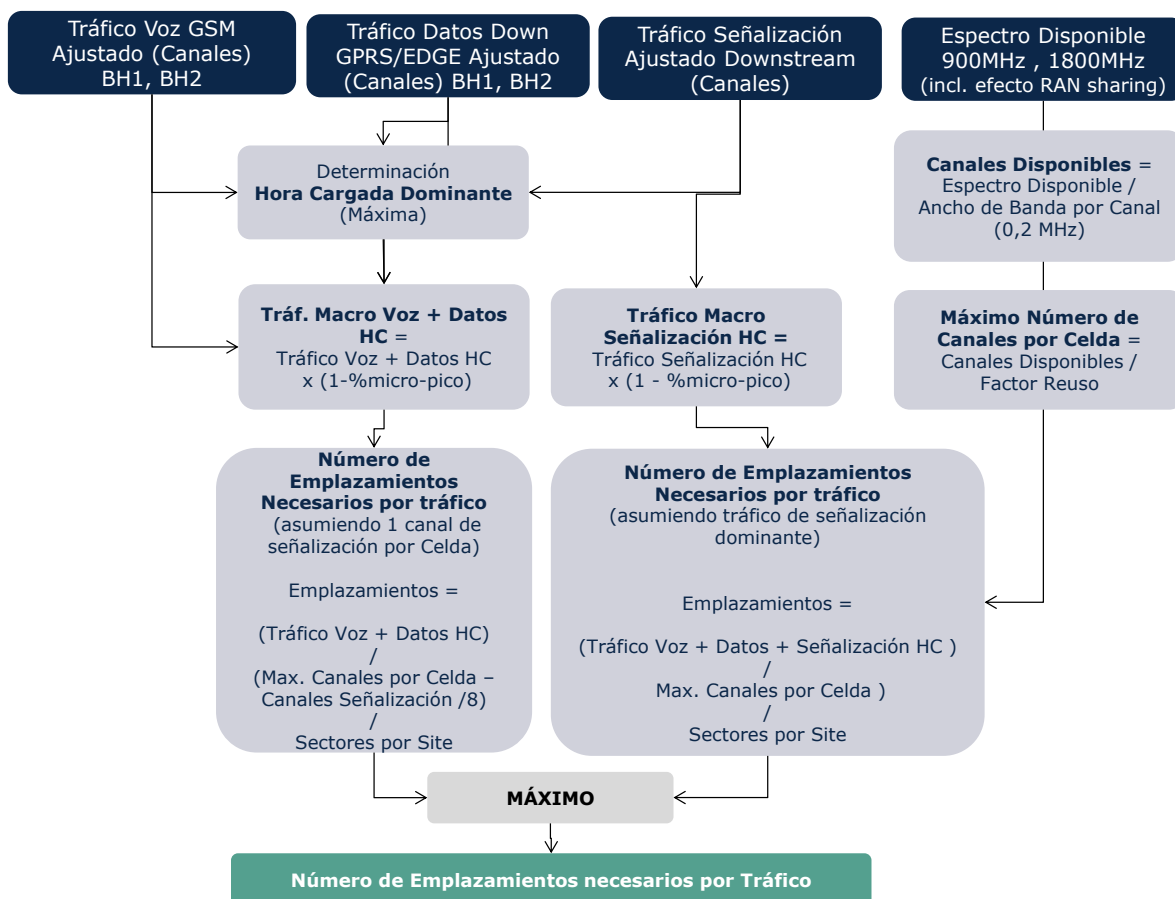 Tráfico Voz GSM
Ajustado (Canales)
BH1, BH2
Tráfico Datos Down
GPRS/EDGE Ajustado
(Canales) BH1, BH2
Tráfico Señalización
Ajustado Downstream
(Canales)
Espectro Disponible
900MHz , 1800MHz
(incl. efecto RAN sharing)
Determinación
Hora Cargada Dominante
(Máxima)
Canales Disponibles =
Espectro Disponible /
Ancho de Banda por Canal
(0,2 MHz)
Tráf. Macro Voz + Datos
HC =
Tráfico Voz + Datos HC
x (1-%micro-pico)
Tráfico Macro
Señalización HC =
Tráfico Señalización HC
x (1 - %micro-pico)
Máximo Número de
Canales por Celda =
Canales Disponibles /
Factor Reuso
Número de
Emplazamientos
Necesarios por tráfico
(asumiendo 1 canal de
señalización por Celda)
Emplazamientos =
(Tráfico Voz + Datos HC)
/
(Max. Canales por Celda –
Canales Señalización /8)
/
Sectores por Site
Número de Emplazamientos
Necesarios por tráfico
(asumiendo tráfico de señalización
dominante)
Emplazamientos =
(Tráfico Voz + Datos + Señalización HC )
/
Max. Canales por Celda )
/
Sectores por Site
MÁXIMO
Número de Emplazamientos necesarios por Tráfico